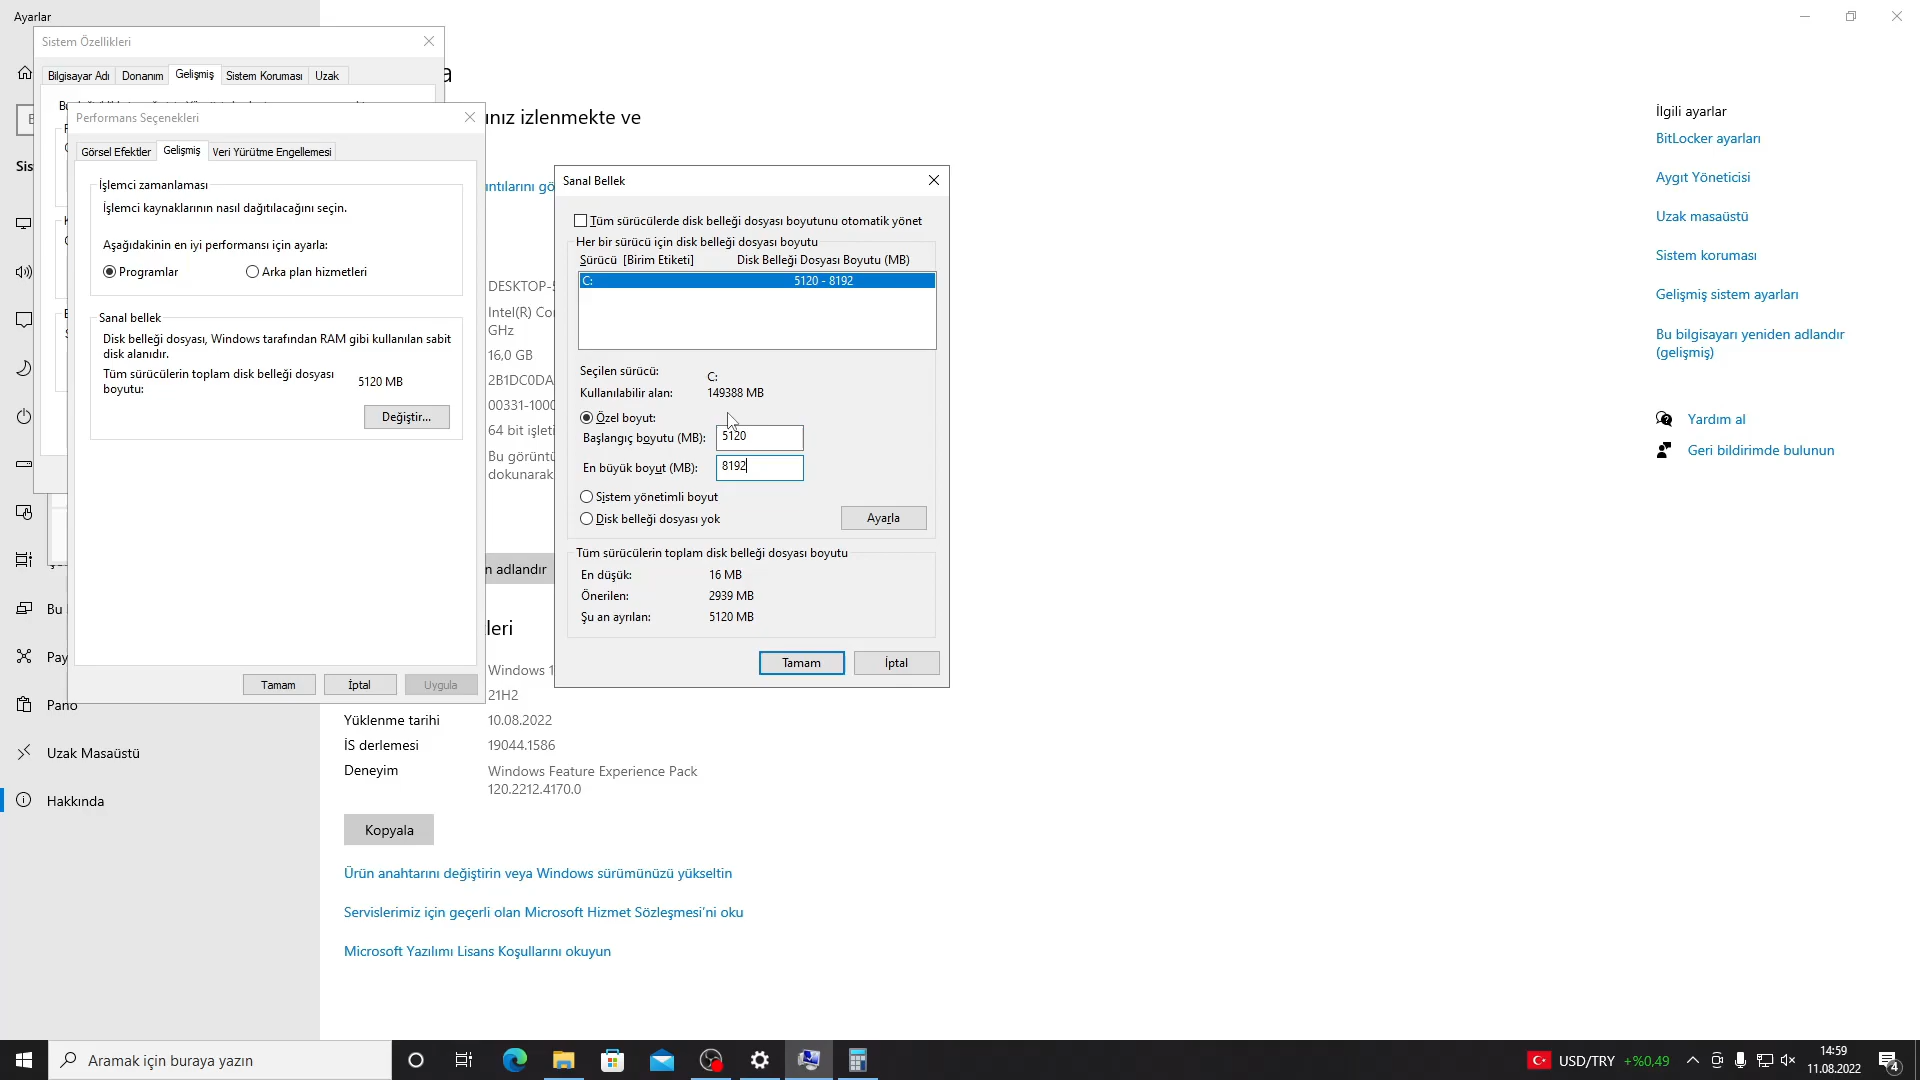 Ayarlar
Sistem Özellikleri
Bilgisayar Adı
Donanım
Gelişmiş
Sistem Koruması
Uzak
a
Performans Seçenekleri
Görsel Efektler
Gelişmiş
Veri Yürütme Engellemesi
İşlemci zamanlaması
İşlemci kaynaklarının nasıl dağıtılacağını seçin.
Aşağıdakinin en iyi performansı için ayarla:
Programlar
Arka plan hizmetleri
Sanal bellek
Disk belleği dosyası, Windows tarafından RAM gibi kullanılan sabit
disk alanıdır.
Tüm sürücülerin toplam disk belleği dosyası
boyutu:
5120 MB
Değiştir...
Tamam
İptal
Uygula
Sanal Bellek
Tüm sürücülerde disk belleği dosyası boyutunu otomatik yönet
Her bir sürücü için disk belleği dosyası boyutu
Sürücü [Birim Etiketi]
Disk Belleği Dosyası Boyutu (MB)
C:
5120 - 8192
Seçilen sürücü:
C:
Kullanılabilir alan:
149388 MB
Özel boyut:
Başlangıç boyutu (MB):
5120
En büyük boyut (MB):
8192
Sistem yönetimli boyut
Disk belleği dosyası yok
Ayarla
Tüm sürücülerin toplam disk belleği dosyası boyutu
En düşük:
16 MB
Önerilen:
2939 MB
Şu an ayrılan:
5120 MB
Tamam
İptal
Sis
Bu
Pay
Pano
Uzak Masaüstü
Hakkında
ınız izlenmekte ve
ıntılarını gö
DESKTOP-5
Intel(R) Co
GHz
16,0 GB
2B1DC0DA
00331-1000
64 bit işleti
Bu görüntü
dokunarak
n adlandır
leri
Windows 1
21H2
Yüklenme tarihi
10.08.2022
İS derlemesi
19044.1586
Deneyim
Windows Feature Experience Pack
120.2212.4170.0
Kopyala
Ürün anahtarını değiştirin veya Windows sürümünüzü yükseltin
Servislerimiz için geçerli olan Microsoft Hizmet Sözleşmesi'ni oku
Microsoft Yazılımı Lisans Koşullarını okuyun
İlgili ayarlar
BitLocker ayarları
Aygıt Yöneticisi
Uzak masaüstü
Sistem koruması
Gelişmiş sistem ayarları
Bu bilgisayarı yeniden adlandır
(gelişmiş)
Yardım al
Geri bildirimde bulunun
Aramak için buraya yazın
USD/TRY +%0,49
14:59
11.08.2022
4